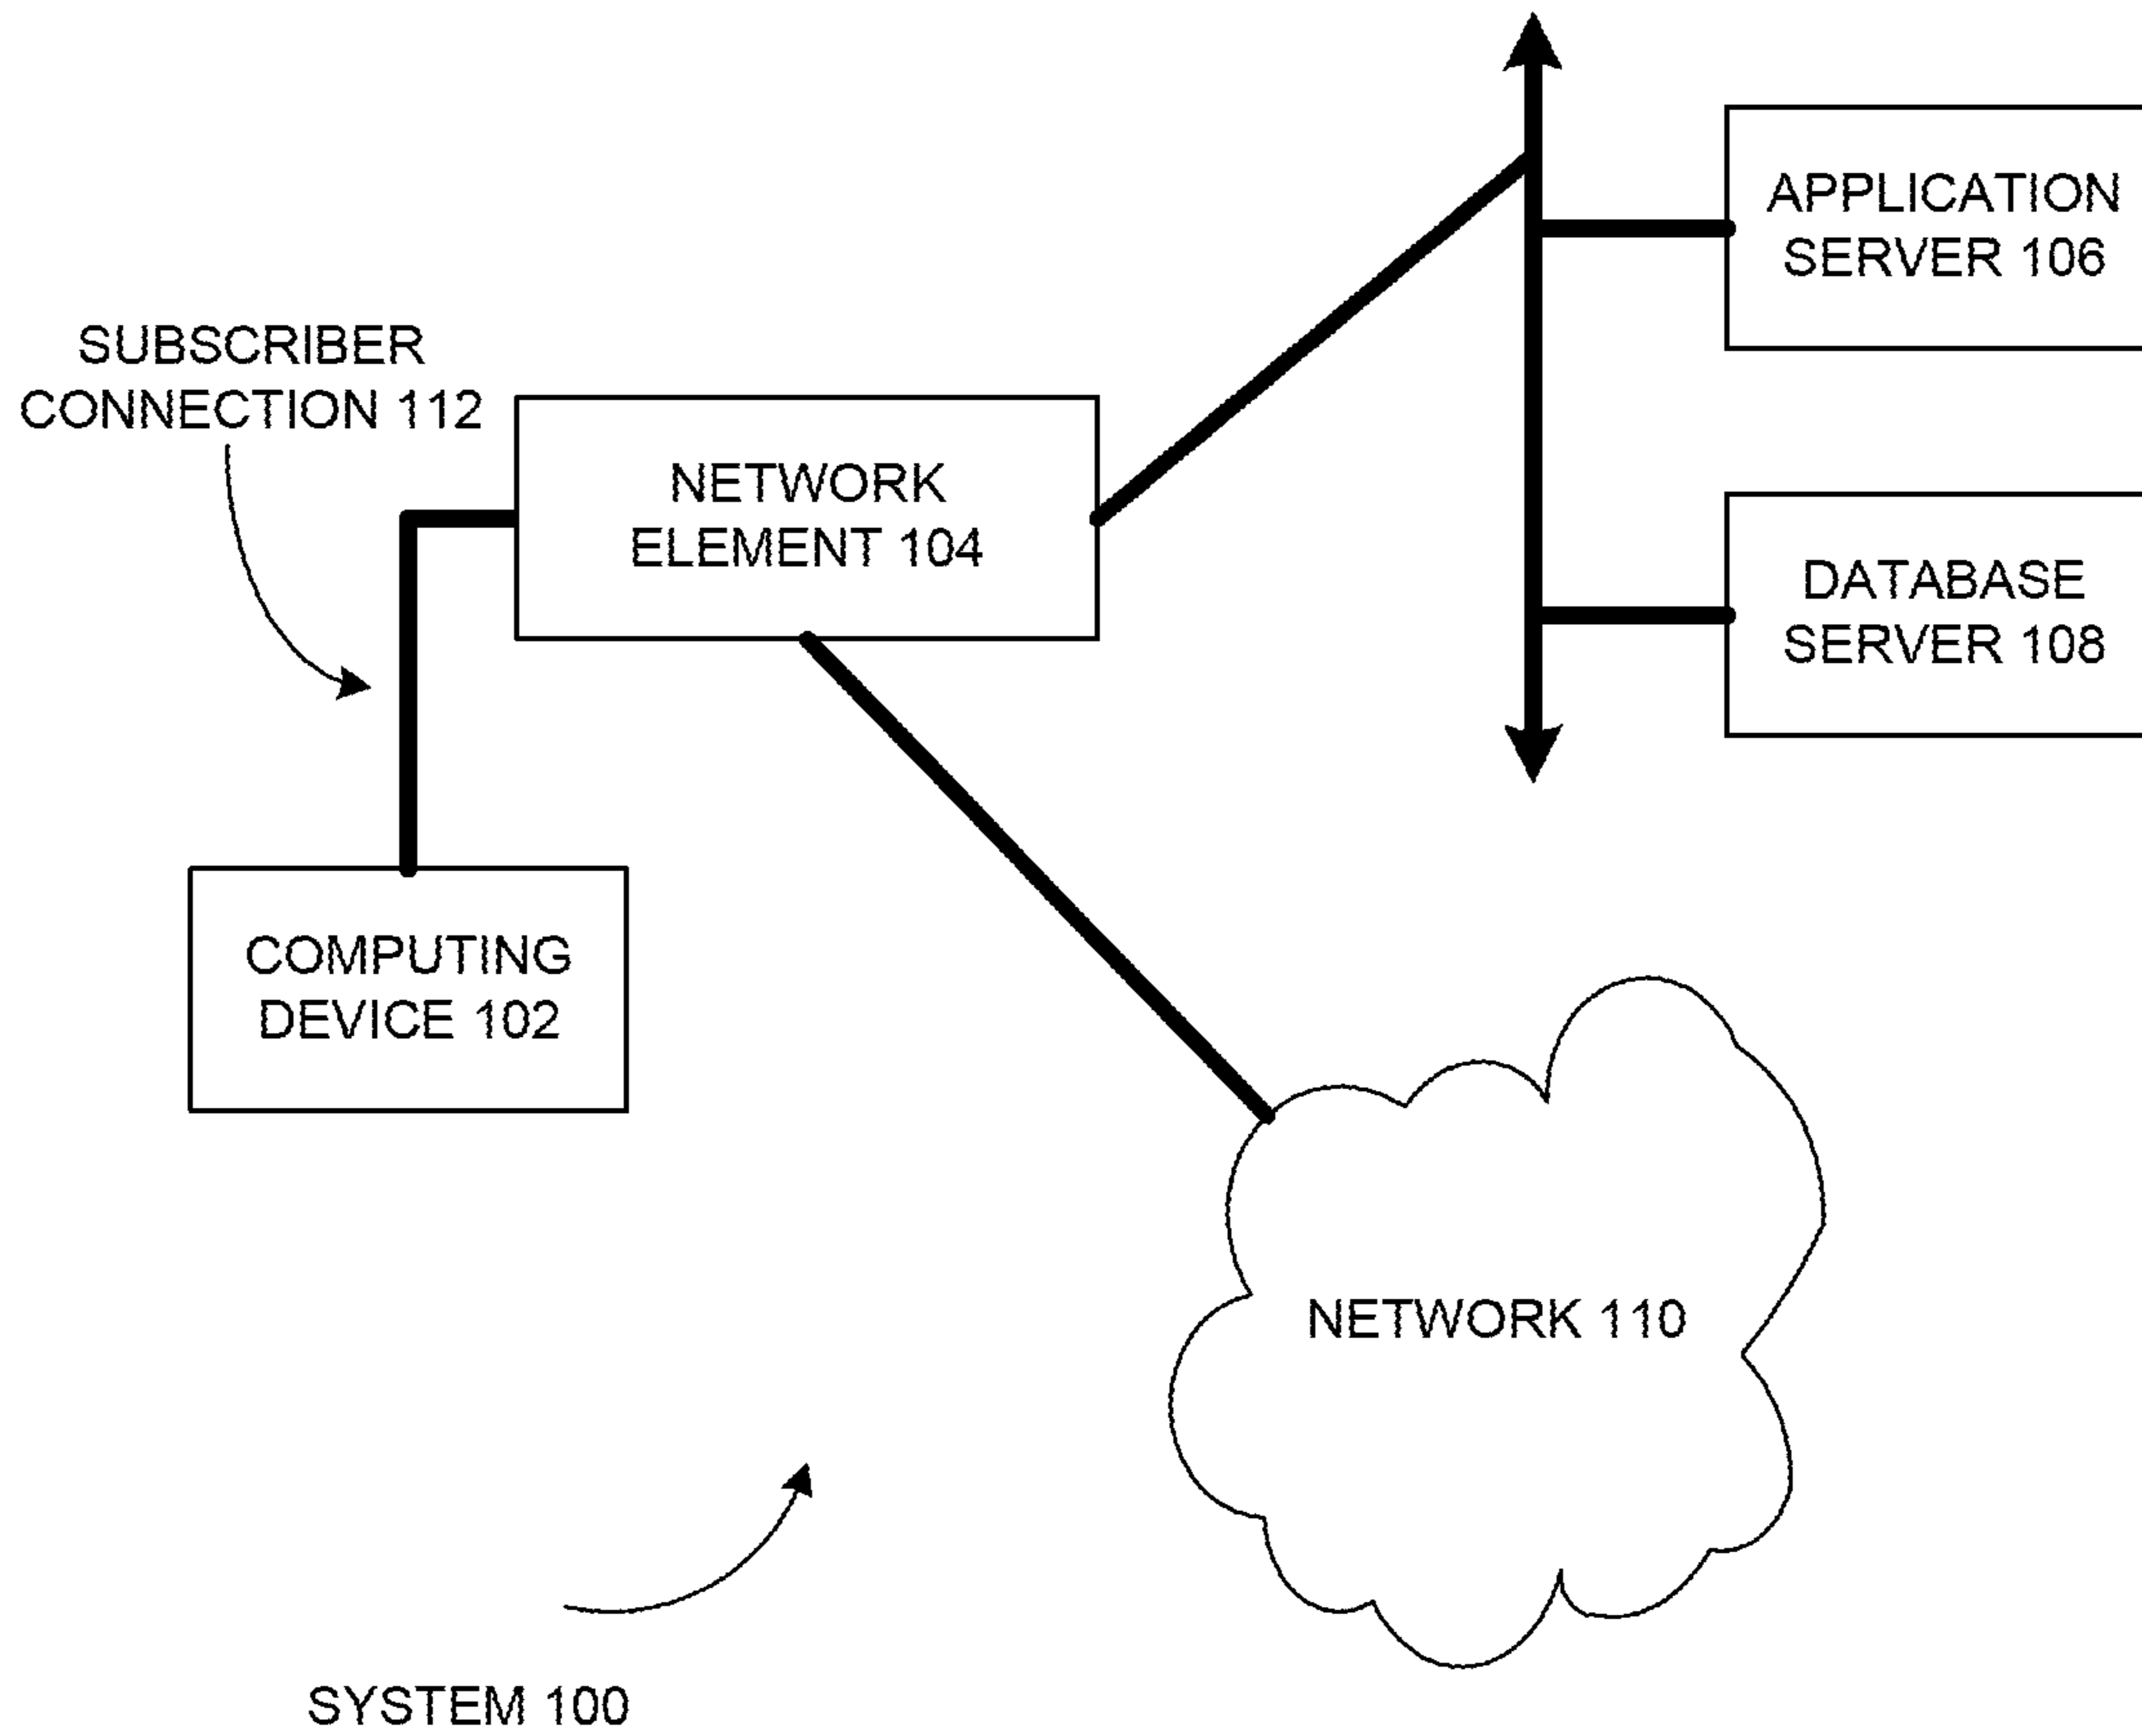 APPLICATION
SERVER 106
SUBSCRIBER
CONNECTION 112
NETWORK
ELEMENT 104
DATABASE
SERVER 108
COMPUTING
DEVICE 102
NETWORK 110
SYSTEM 100